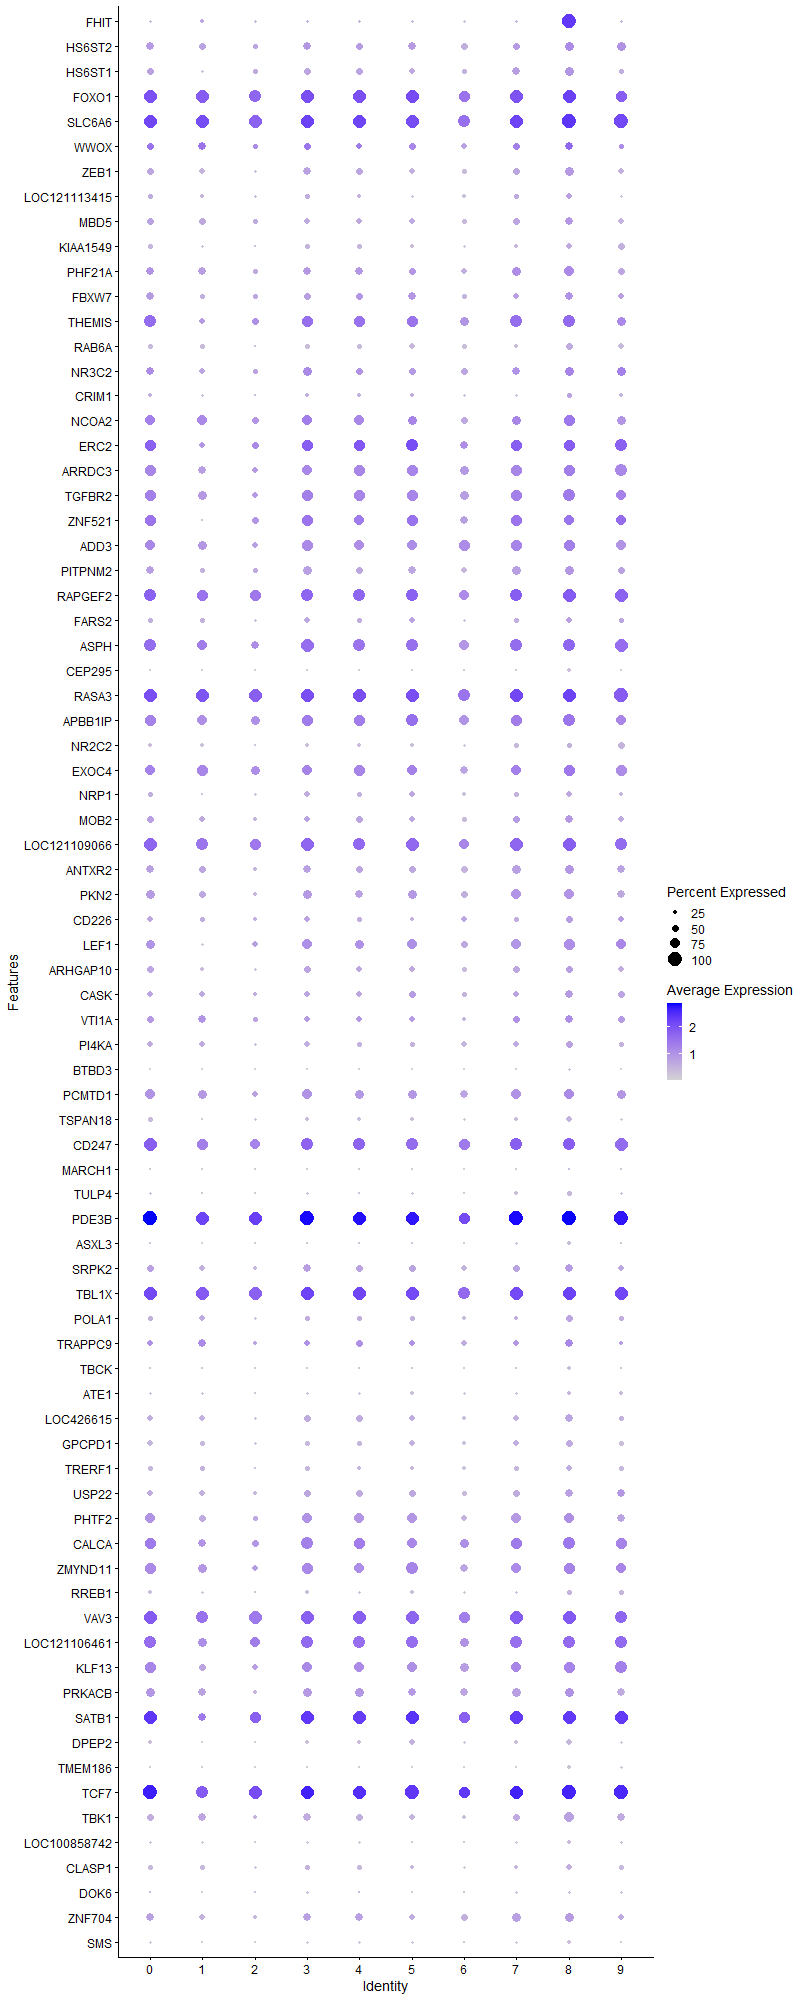 FHIT
HS6ST2
HS6ST1
FOXO1
SLC6A6
WWOX
ZEB1
LOC121113415
MBD5
KIAA1549
PHF21A
FBXW7
THEMIS
RAB6A
NR3C2
CRIM1
NCOA2
ERC2
ARRDC3
TGFBR2
ZNF521
ADD3
PITPNM2
RAPGEF2
FARS2
ASPH
CEP295
RASA3
APBB1IP
NR2C2
EXOC4
NRP1
MOB2
LOC121109066
ANTXR2
PKN2
CD226
LEF1
ARHGAP10
CASK
VTI1A
PI4KA
BTBD3
PCMTD1
TSPAN18
CD247
MARCH1
TULP4
PDE3B
ASXL3
SRPK2
TBL1X
POLA1
TRAPPC9
TBCK
ATE1
LOC426615
GPCPD1
TRERF1
USP22
PHTF2
CALCA
ZMYND11
RREB1
VAV3
LOC121106461
KLF13
PRKACB
SATB1
DPEP2
TMEM186
TCF7
TBK1
LOC100858742
CLASP1
DOK6
ZNF704
SMS
Features
0 1 2 3 4 5 6 7 8 9
Identity
Percent Expressed
25
50
75
100
Average Expression
2
1